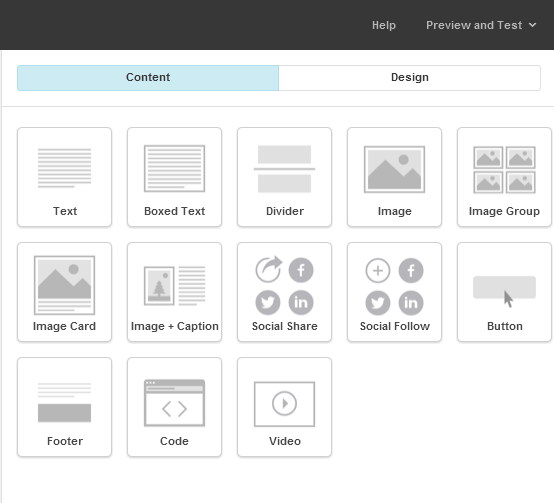 Help Preview and Test
Content Design
Text Boxed Text Divider Image Image Group
Image Card Image + Caption Social Share Social Follow Button
Footer Code Video